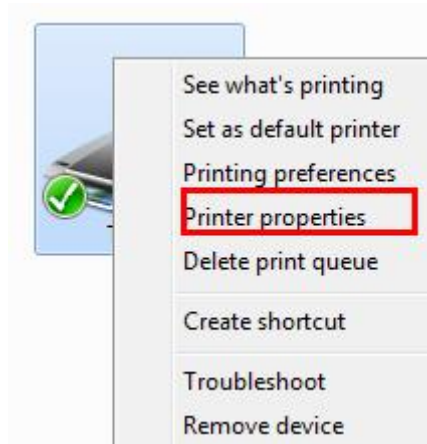 See what's printing
Set as default printer
Printing preferences
Printer properties
Delete print queue
Create shortcut
Troubleshoot
Remove device